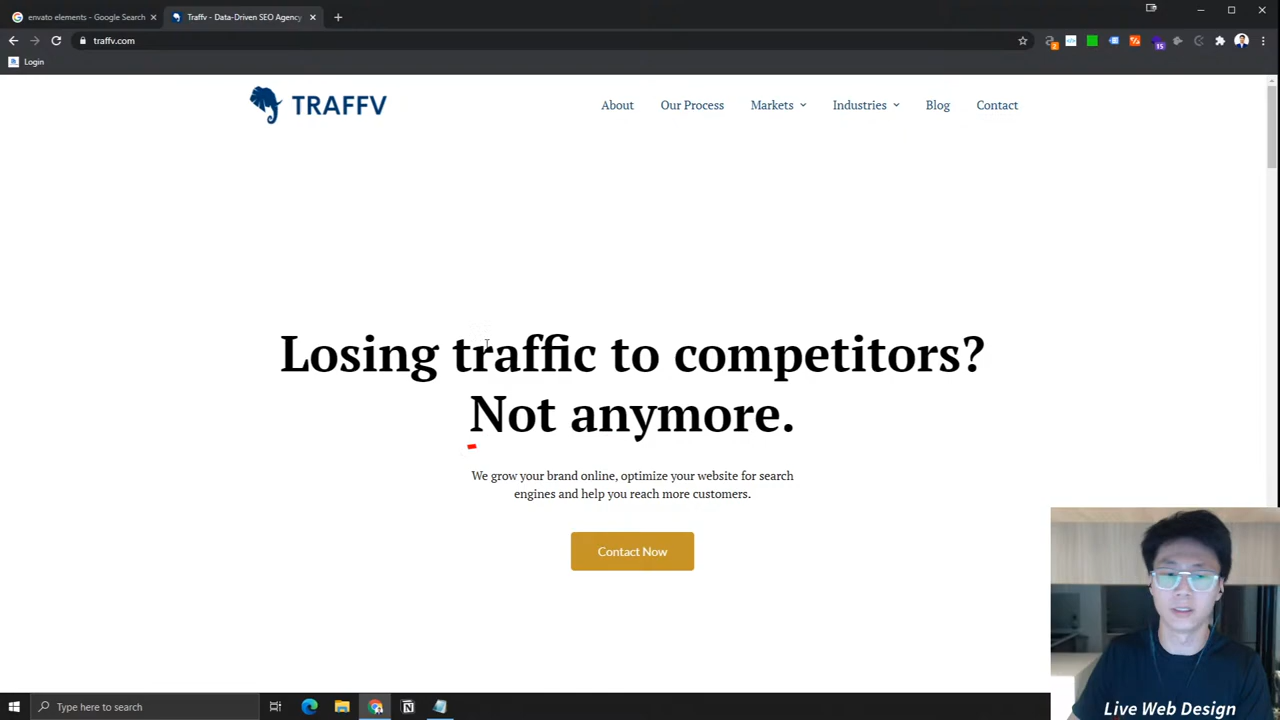 envato elements - Google Search
Traffv - Data-Driven SEO Agency
traffv.com
Login
TRAFFV
About
Our Process
Markets
Industries
Blog
Contact
Losing traffic to competitors?
Not anymore.
We grow your brand online, optimize your website for search
engines and help you reach more customers.
Contact Now
Live Web Design
Type here to search